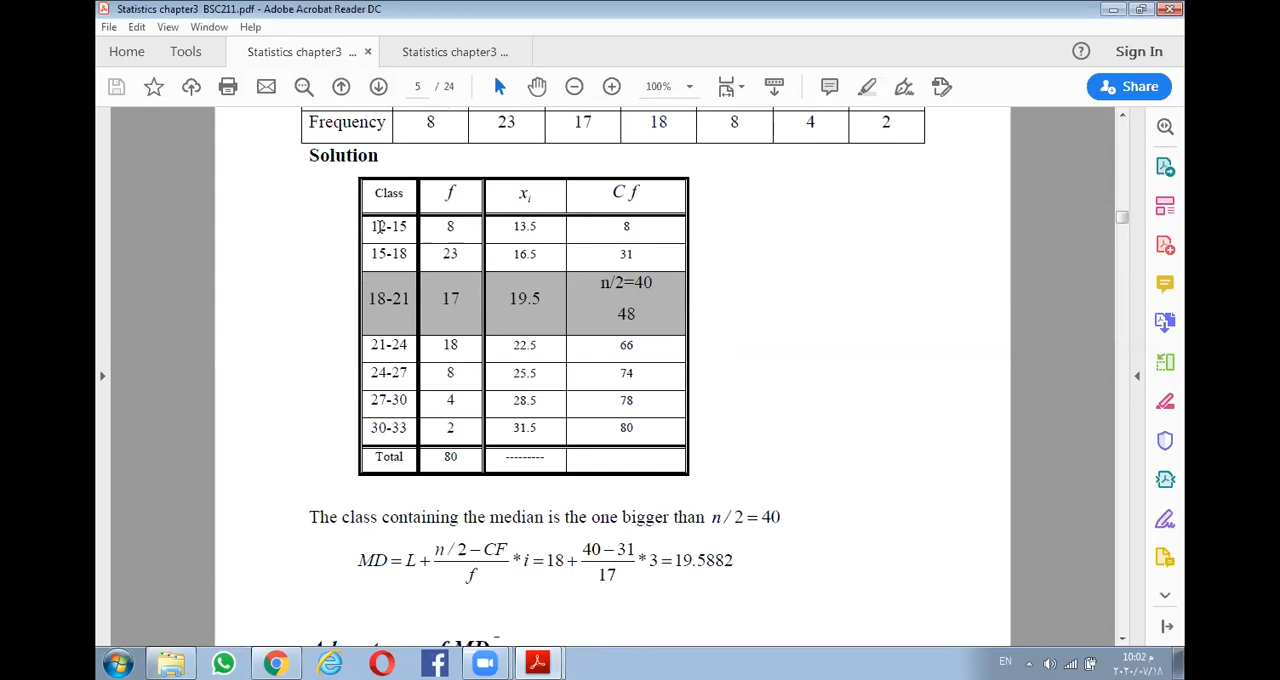 Statistics chapter3 BSC211.pdf - Adobe Acrobat Reader DC
File Edit View Window Help
Home Tools Statistics chapter3 ... × Statistics chapter3 ... Sign In
5 / 24 100% Share
Frequency 8 23 17 18 8 4 2
Solution
Class f xi C f
12-15 8 13.5 8
15-18 23 16.5 31
n/2=40
18-21 17 19.5
48
21-24 18 22.5 66
24-27 8 25.5 74
27-30 4 28.5 78
30-33 2 31.5 80
Total 80 ---------
The class containing the median is the one bigger than n / 2 = 40
MD = L + (n / 2 − CF)/f * i = 18 + (40 − 31)/17 * 3 = 19.5882
EN 10:02 م
٢٠٢٠/٠٧/١٨